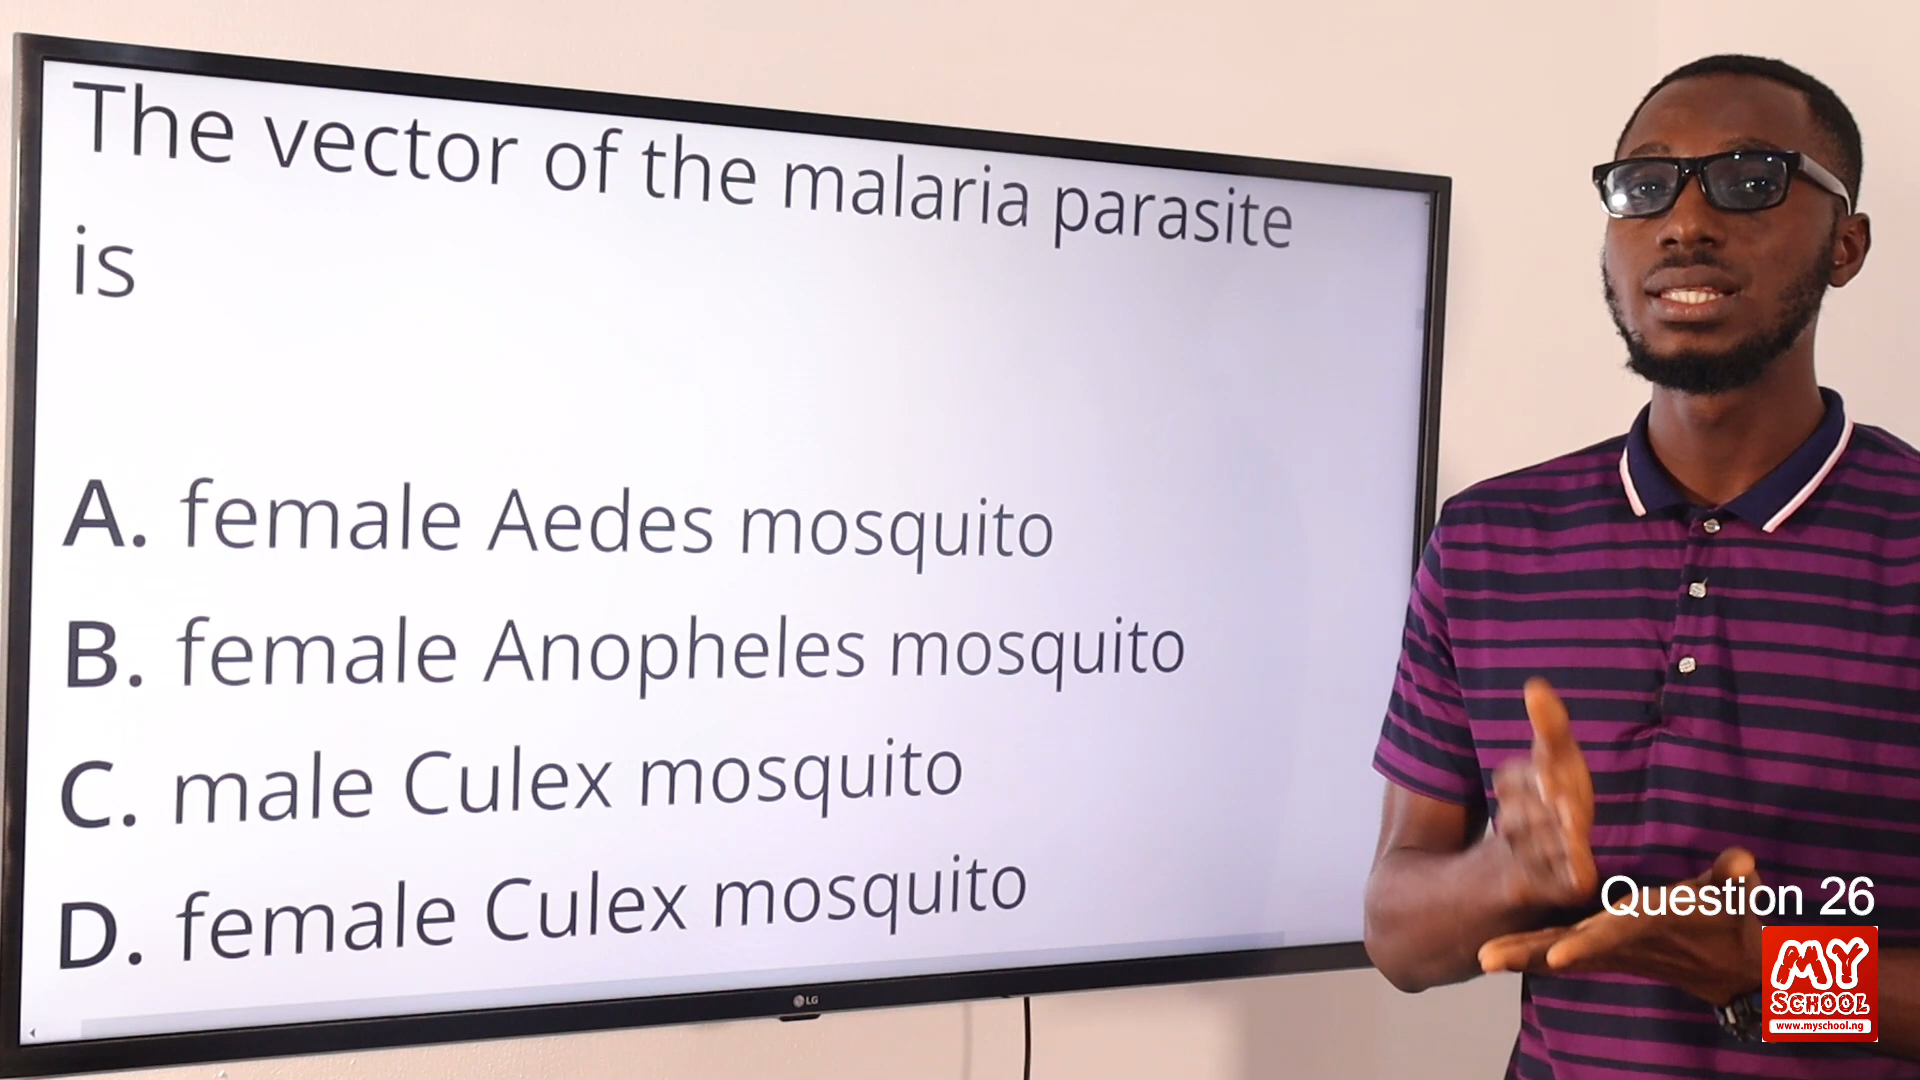 The vector of the malaria parasite
is
A. female Aedes mosquito
B. female Anopheles mosquito
C. male Culex mosquito
D. female Culex mosquito
LG
Question 26
MY
SCHOOL
www.myschool.ng